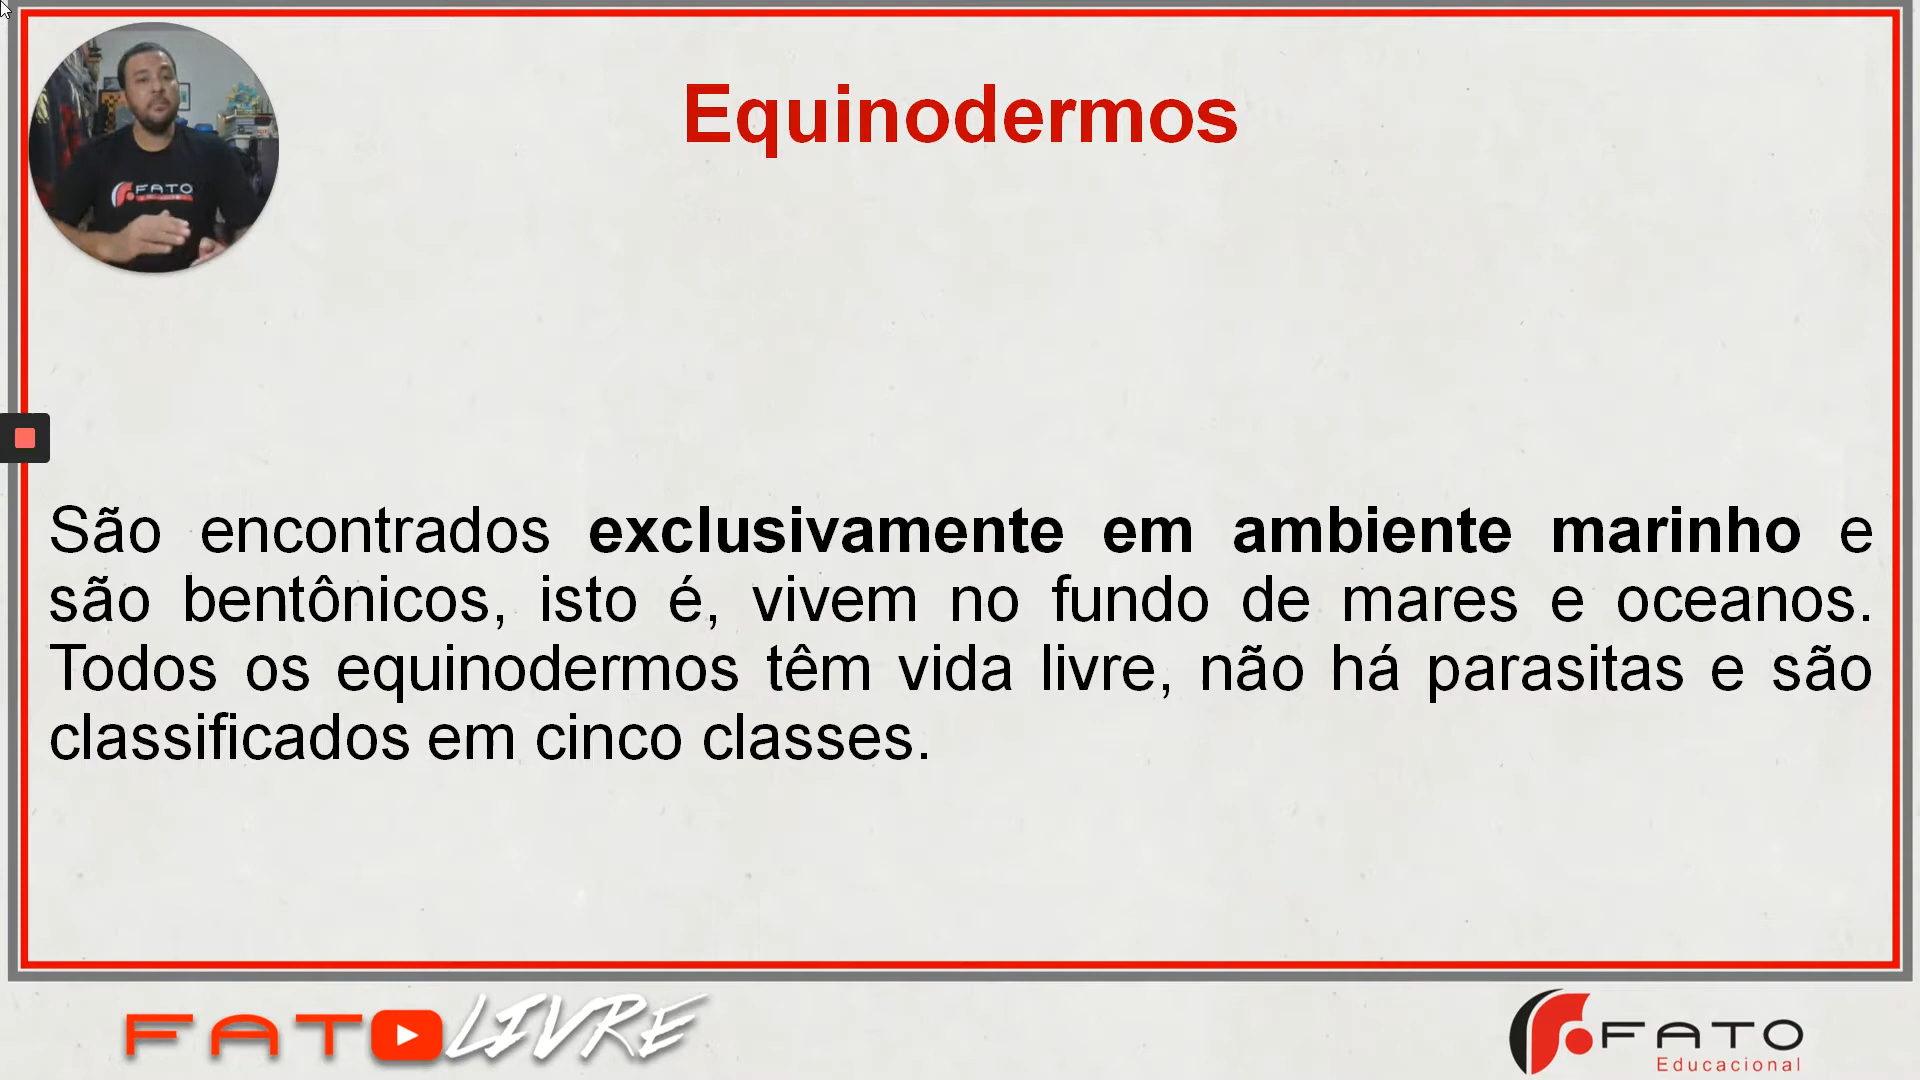 Equinodermos
FATO
São encontrados exclusivamente em ambiente marinho e
são bentônicos, isto é, vivem no fundo de mares e oceanos.
Todos os equinodermos têm vida livre, não há parasitas e são
classificados em cinco classes.
FAT LIVRE
FATO
Educacional